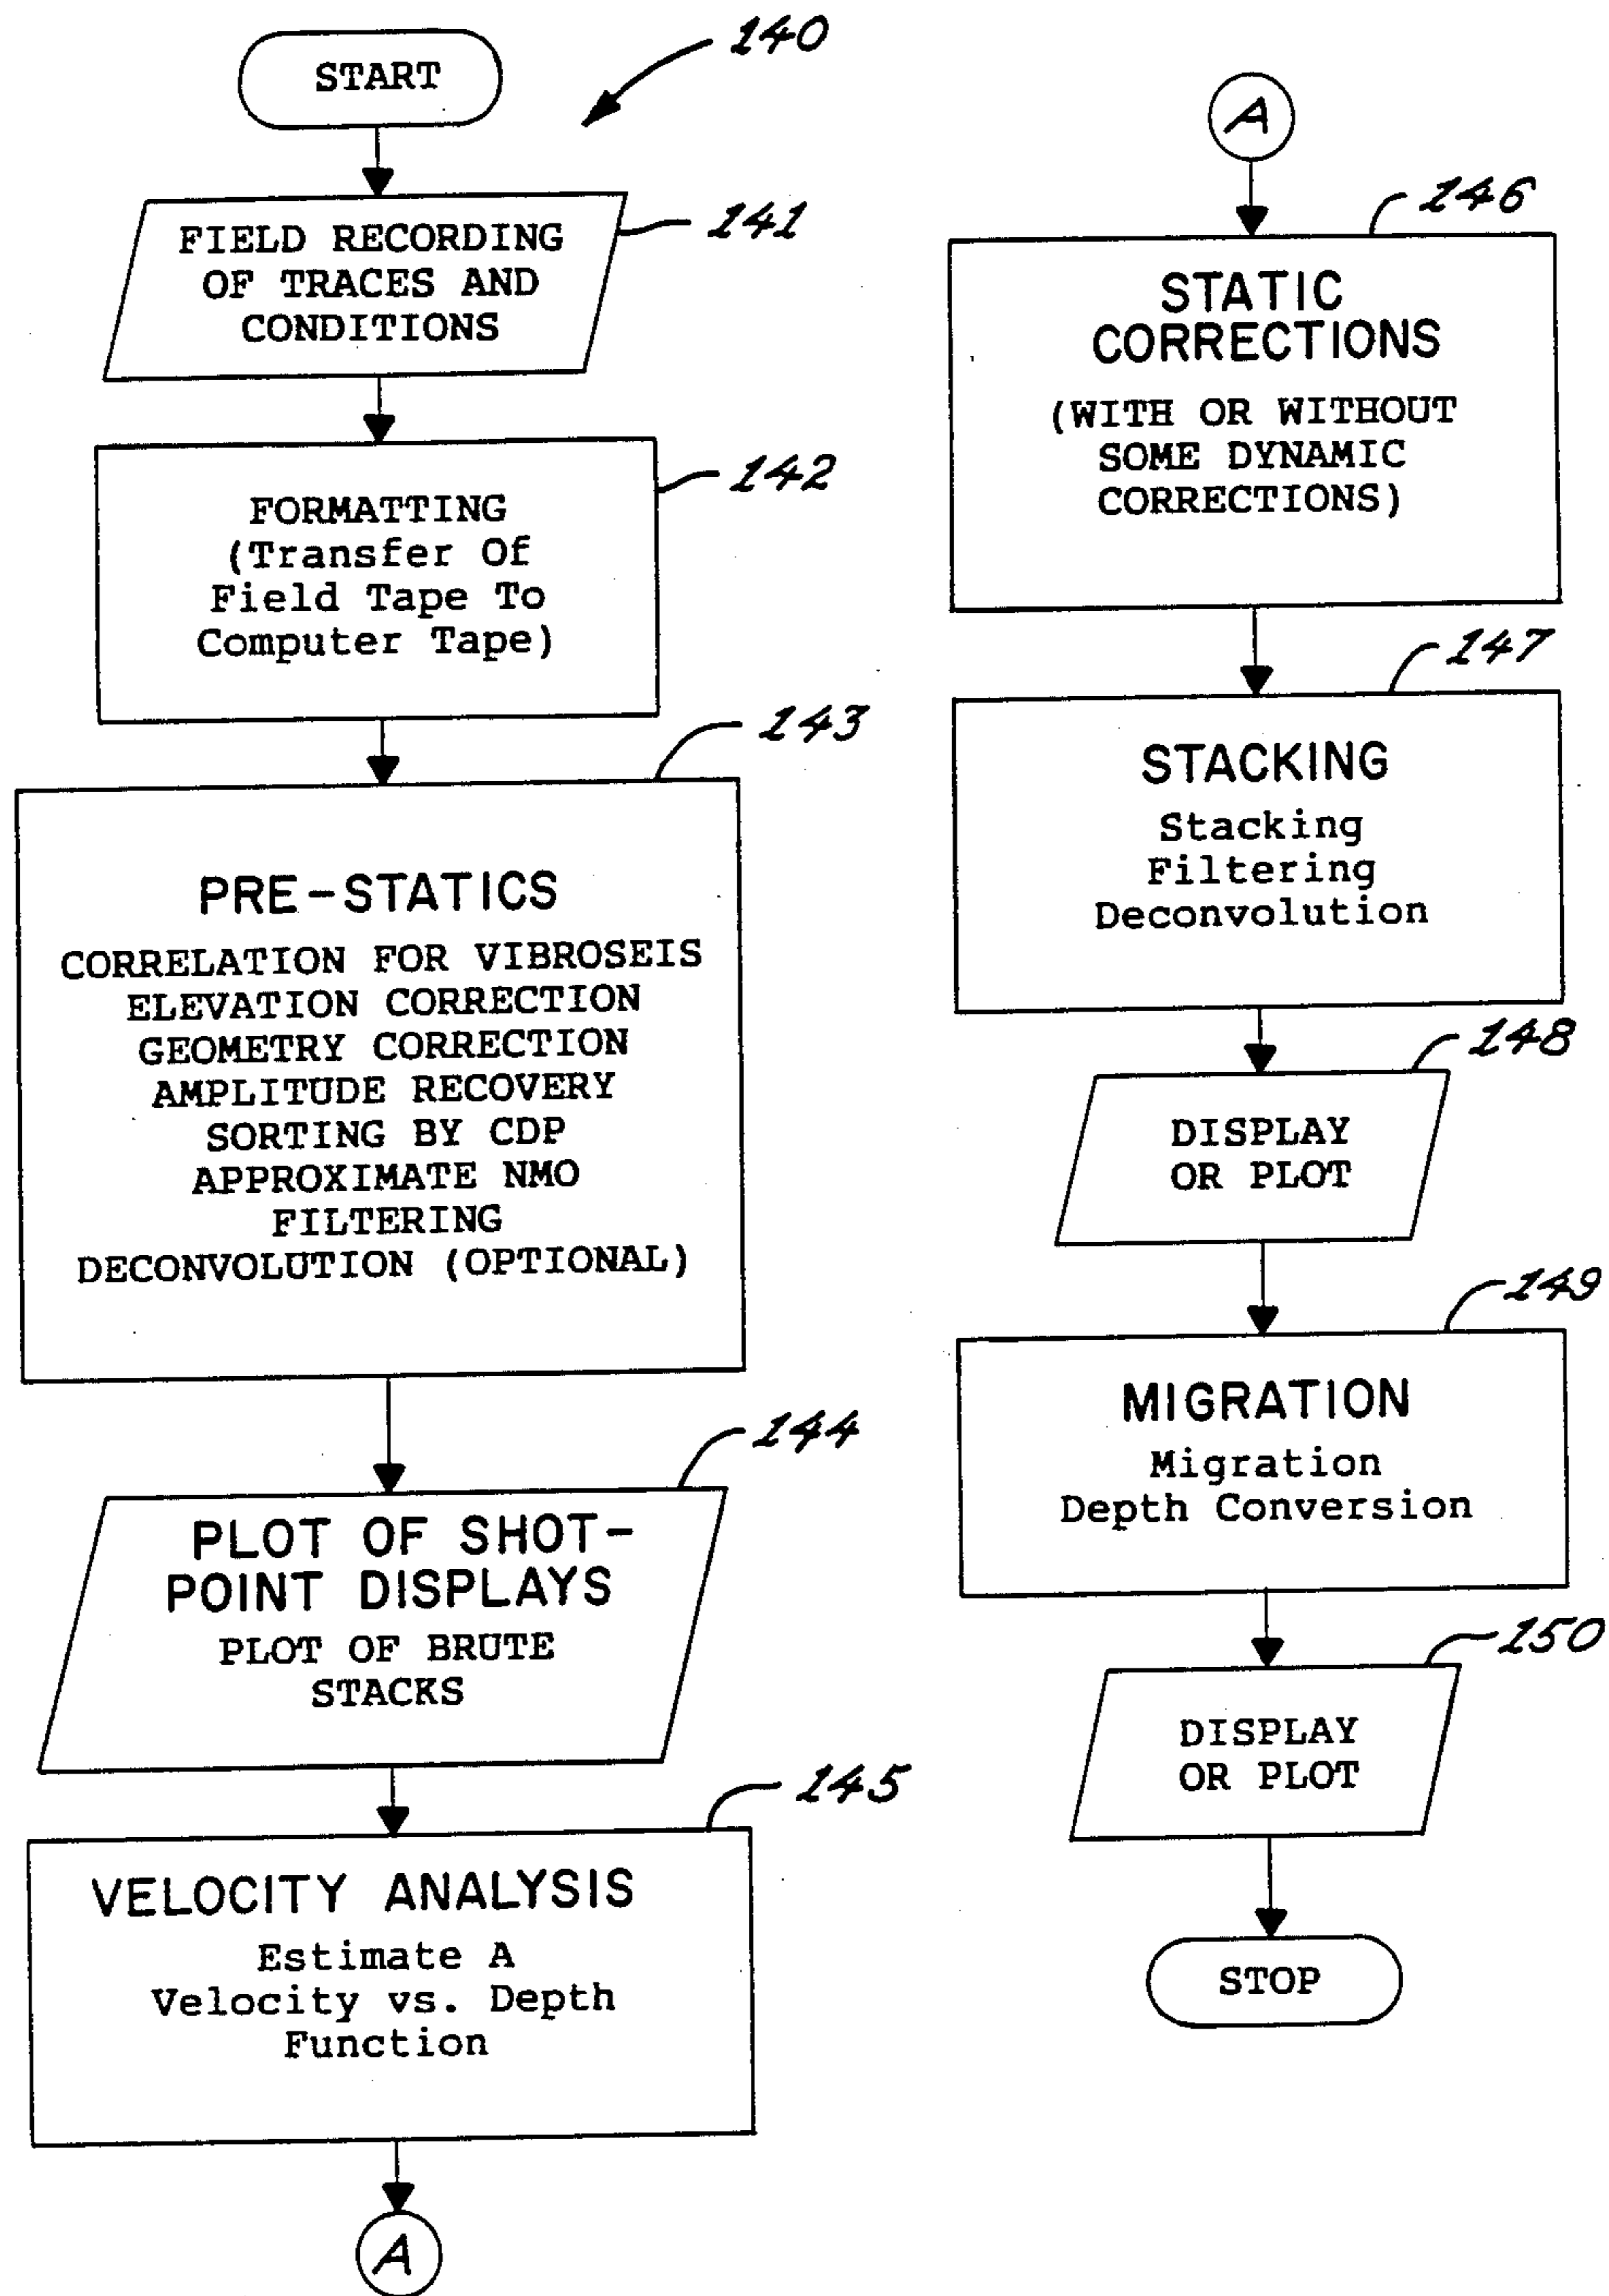 START
140
FIELD RECORDING
OF TRACES AND
CONDITIONS
141
FORMATTING
(Transfer Of
Field Tape To
Computer Tape)
142
PRE-STATICS
CORRELATION FOR VIBROSEIS
ELEVATION CORRECTION
GEOMETRY CORRECTION
AMPLITUDE RECOVERY
SORTING BY CDP
APPROXIMATE NMO
FILTERING
DECONVOLUTION (OPTIONAL)
143
PLOT OF SHOT-
POINT DISPLAYS
PLOT OF BRUTE
STACKS
144
VELOCITY ANALYSIS
Estimate A
Velocity vs. Depth
Function
145
A
A
STATIC
CORRECTIONS
(WITH OR WITHOUT
SOME DYNAMIC
CORRECTIONS)
146
STACKING
Stacking
Filtering
Deconvolution
147
DISPLAY
OR PLOT
148
MIGRATION
Migration
Depth Conversion
149
DISPLAY
OR PLOT
150
STOP